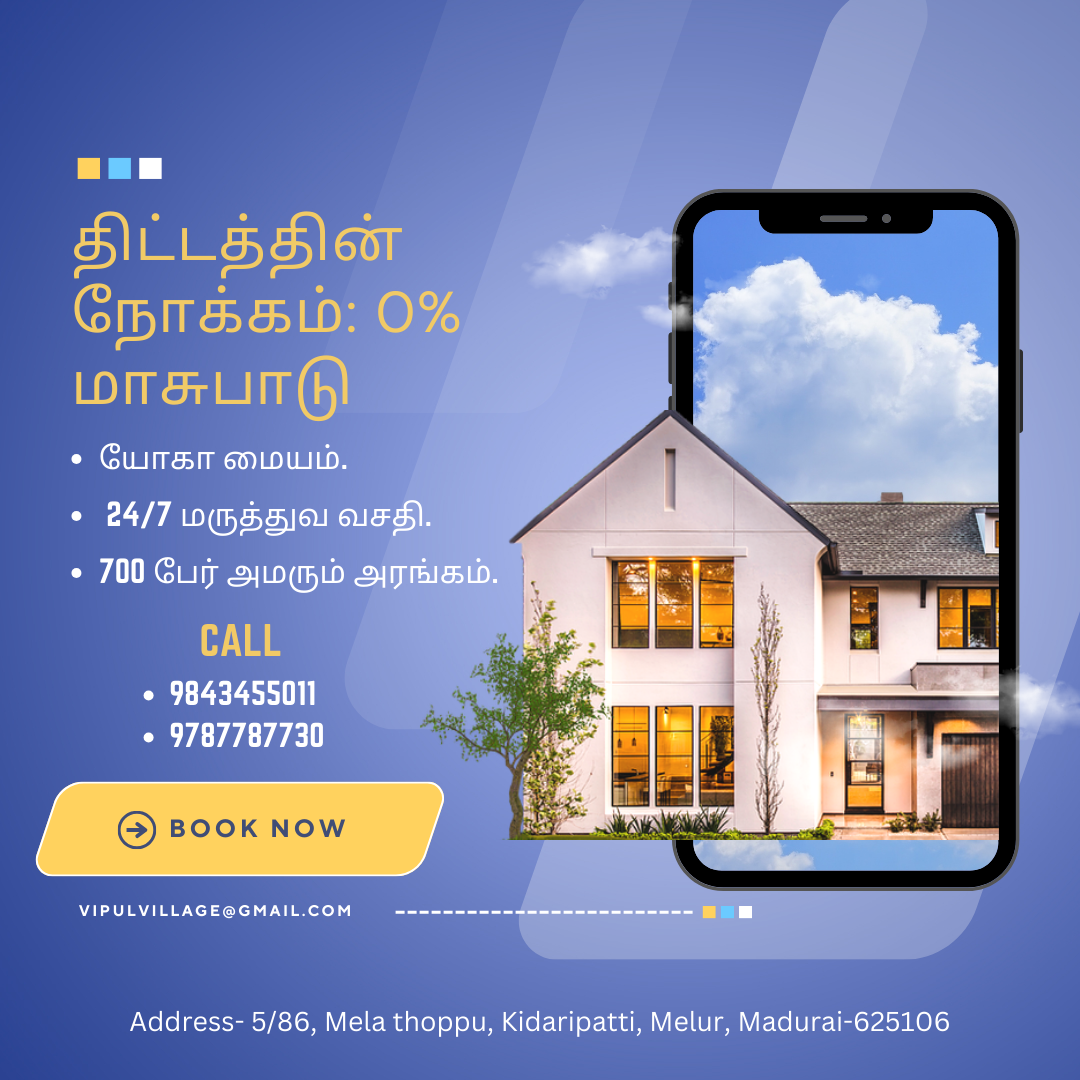 திட்டத்தின்
நோக்கம்: 0%
மாசுபாடு
• யோகா மையம்.
• 24/7 மருத்துவ வசதி.
• 700 பேர் அமரும் அரங்கம்.
CALL
• 9843455011
• 9787787730
BOOK NOW
VIPULVILLAGE@GMAIL.COM
Address- 5/86, Mela thoppu, Kidaripatti, Melur, Madurai-625106